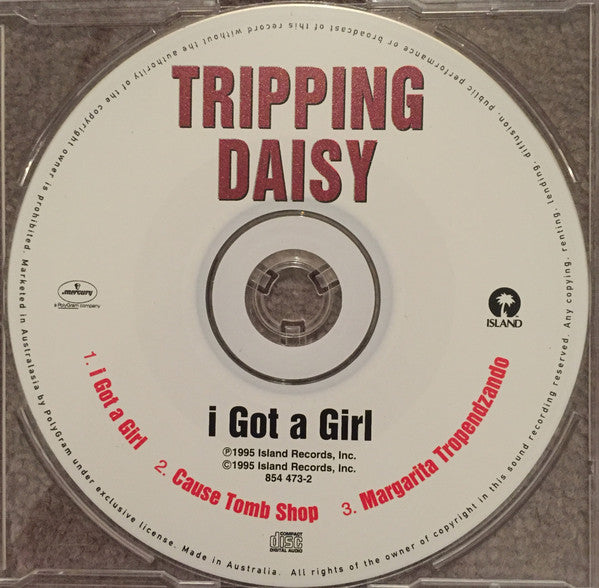 TRIPPING
DAISY
mercury
a PolyGram company
ISLAND
i Got a Girl
℗1995 Island Records, Inc.
©1995 Island Records, Inc.
854 473-2
1. i Got a Girl
2. Cause Tomb Shop
3. Margarita Tropendzando
COMPACT
disc
DIGITAL AUDIO
Made in Australia. All rights of the owner of copyright in this sound recording reserved. Any copying, renting, lending, diffusion, public performance or broadcast of this record without the authority of the copyright owner is prohibited. Marketed in Australasia by PolyGram under exclusive license.